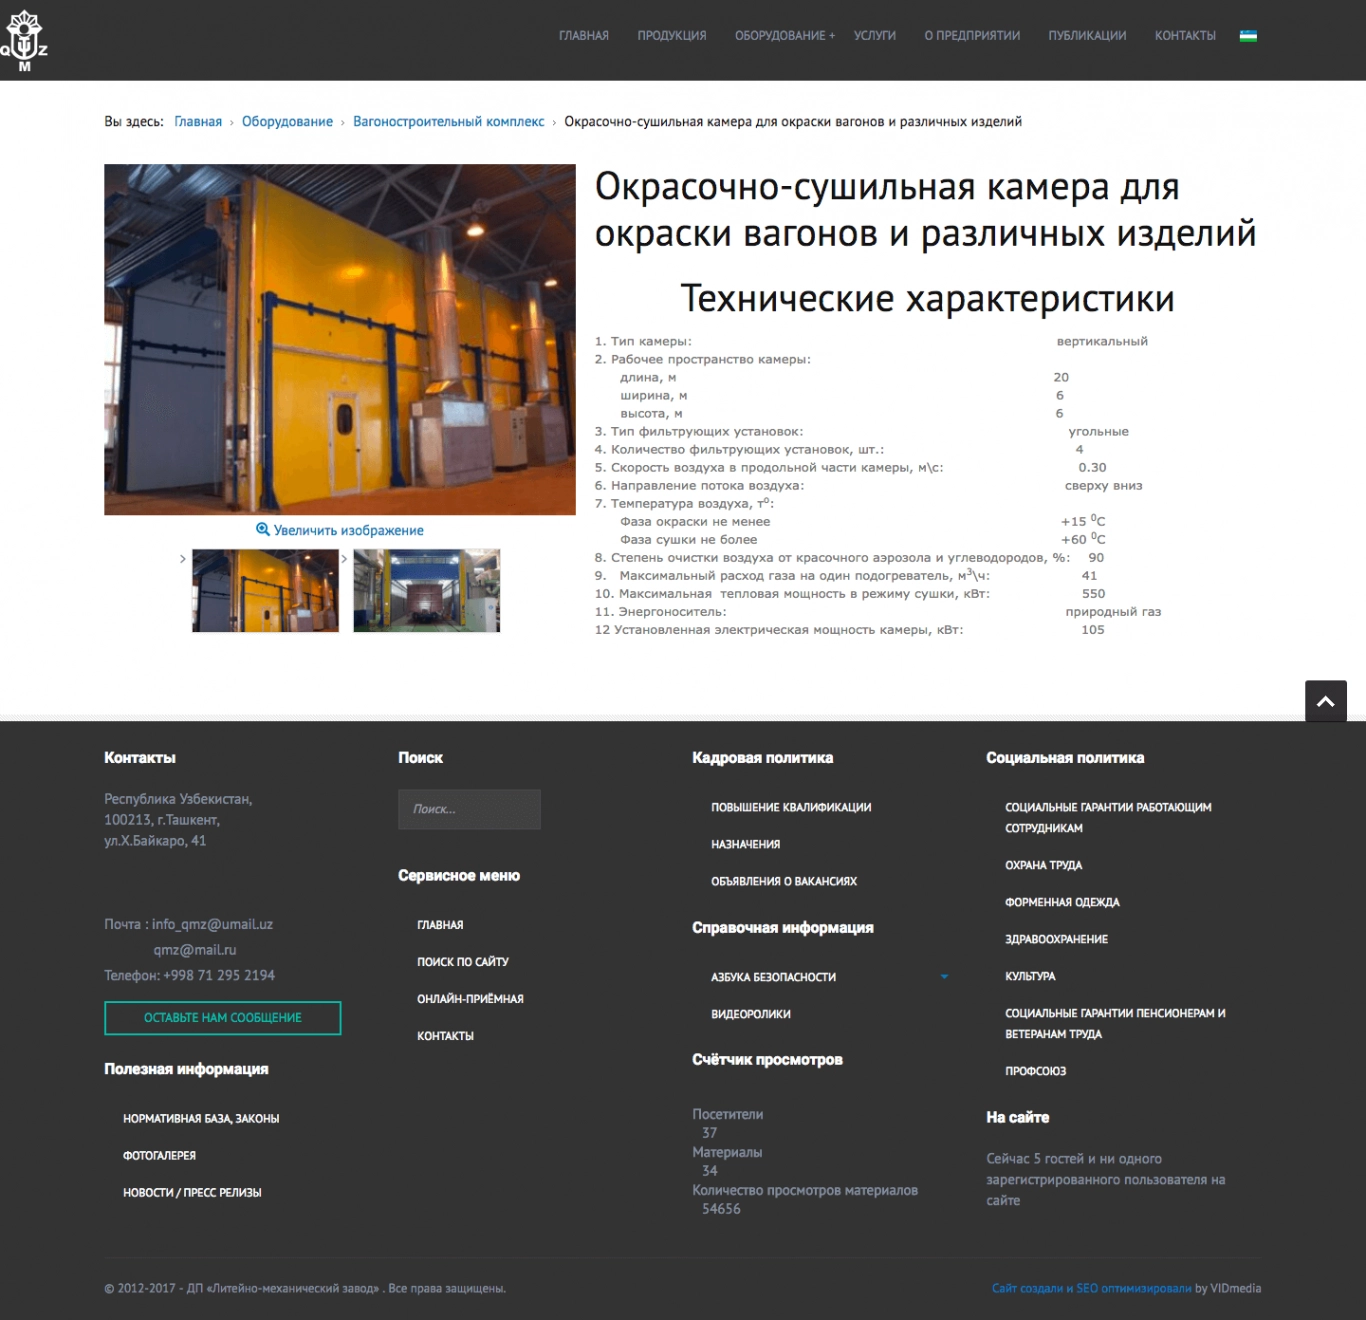 Q Z
M
ГЛАВНАЯ ПРОДУКЦИЯ ОБОРУДОВАНИЕ + УСЛУГИ О ПРЕДПРИЯТИИ ПУБЛИКАЦИИ КОНТАКТЫ
Вы здесь: Главная › Оборудование › Вагоностроительный комплекс › Окрасочно-сушильная камера для окраски вагонов и различных изделий
Окрасочно-сушильная камера для
окраски вагонов и различных изделий
Технические характеристики
1. Тип камеры: вертикальный
2. Рабочее пространство камеры:
длина, м 20
ширина, м 6
высота, м 6
3. Тип фильтрующих установок: угольные
4. Количество фильтрующих установок, шт.: 4
5. Скорость воздуха в продольной части камеры, м\с: 0.30
6. Направление потока воздуха: сверху вниз
7. Температура воздуха, т⁰:
Фаза окраски не менее +15 ⁰С
Фаза сушки не более +60 ⁰С
8. Степень очистки воздуха от красочного аэрозола и углеводородов, %: 90
9. Максимальный расход газа на один подогреватель, м³\ч: 41
10. Максимальная тепловая мощность в режиму сушки, кВт: 550
11. Энергоноситель: природный газ
12 Установленная электрическая мощность камеры, кВт: 105
Увеличить изображение
Контакты
Республика Узбекистан,
100213, г.Ташкент,
ул.Х.Байкаро, 41
Почта : info_qmz@umail.uz
qmz@mail.ru
Телефон: +998 71 295 2194
ОСТАВЬТЕ НАМ СООБЩЕНИЕ
Полезная информация
НОРМАТИВНАЯ БАЗА, ЗАКОНЫ
ФОТОГАЛЕРЕЯ
НОВОСТИ / ПРЕСС РЕЛИЗЫ
Поиск
Поиск...
Сервисное меню
ГЛАВНАЯ
ПОИСК ПО САЙТУ
ОНЛАЙН-ПРИЁМНАЯ
КОНТАКТЫ
Кадровая политика
ПОВЫШЕНИЕ КВАЛИФИКАЦИИ
НАЗНАЧЕНИЯ
ОБЪЯВЛЕНИЯ О ВАКАНСИЯХ
Справочная информация
АЗБУКА БЕЗОПАСНОСТИ
ВИДЕОРОЛИКИ
Счётчик просмотров
Посетители
37
Материалы
34
Количество просмотров материалов
54656
Социальная политика
СОЦИАЛЬНЫЕ ГАРАНТИИ РАБОТАЮЩИМ
СОТРУДНИКАМ
ОХРАНА ТРУДА
ФОРМЕННАЯ ОДЕЖДА
ЗДРАВООХРАНЕНИЕ
КУЛЬТУРА
СОЦИАЛЬНЫЕ ГАРАНТИИ ПЕНСИОНЕРАМ И
ВЕТЕРАНАМ ТРУДА
ПРОФСОЮЗ
На сайте
Сейчас 5 гостей и ни одного
зарегистрированного пользователя на
сайте
© 2012-2017 - ДП «Литейно-механический завод» . Все права защищены.
Сайт создали и SEO оптимизировали by VIDmedia